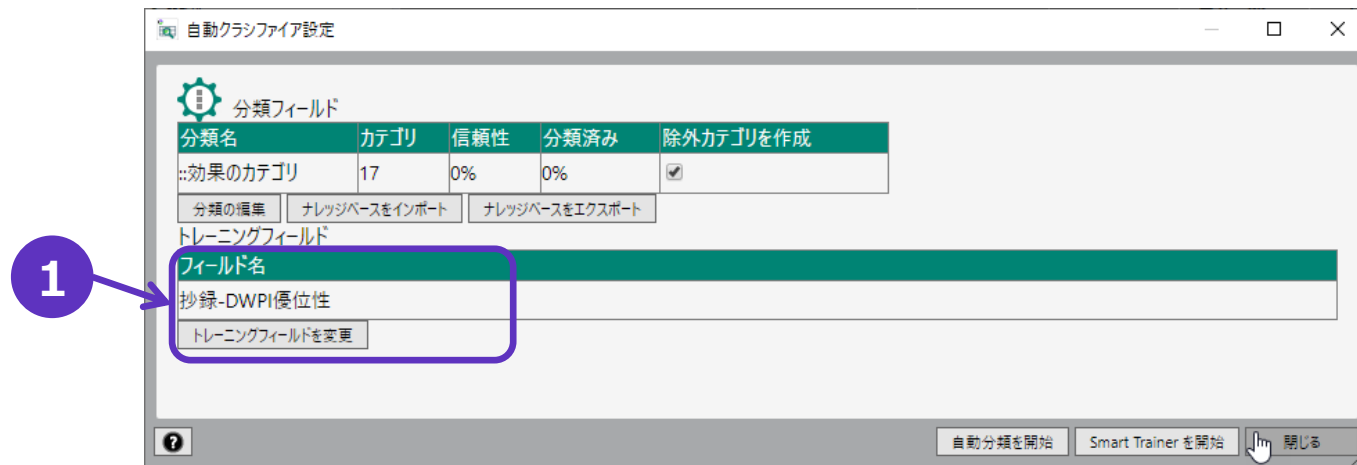 自動クラシファイア設定
分類フィールド
分類名 カテゴリ 信頼性 分類済み 除外カテゴリを作成
::効果のカテゴリ 17 0% 0%
分類の編集 ナレッジベースをインポート ナレッジベースをエクスポート
トレーニングフィールド
1 フィールド名
抄録-DWPI優位性
トレーニングフィールドを変更
? 自動分類を開始 Smart Trainer を開始 閉じる